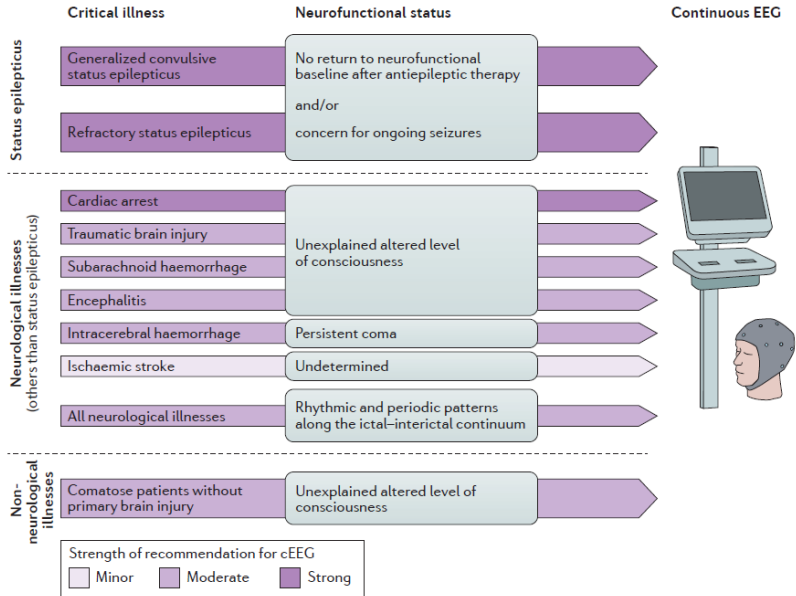 Critical illness
Neurofunctional status
Continuous EEG
Status epilepticus
Generalized convulsive
status epilepticus
Refractory status epilepticus
No return to neurofunctional
baseline after antiepileptic therapy
and/or
concern for ongoing seizures
Neurological illnesses
(others than status epilepticus)
Cardiac arrest
Traumatic brain injury
Subarachnoid haemorrhage
Encephalitis
Unexplained altered level
of consciousness
Intracerebral haemorrhage
Persistent coma
Ischaemic stroke
Undetermined
All neurological illnesses
Rhythmic and periodic patterns
along the ictal–interictal continuum
Non-
neurological
illnesses
Comatose patients without
primary brain injury
Unexplained altered level of
consciousness
Strength of recommendation for cEEG
Minor
Moderate
Strong